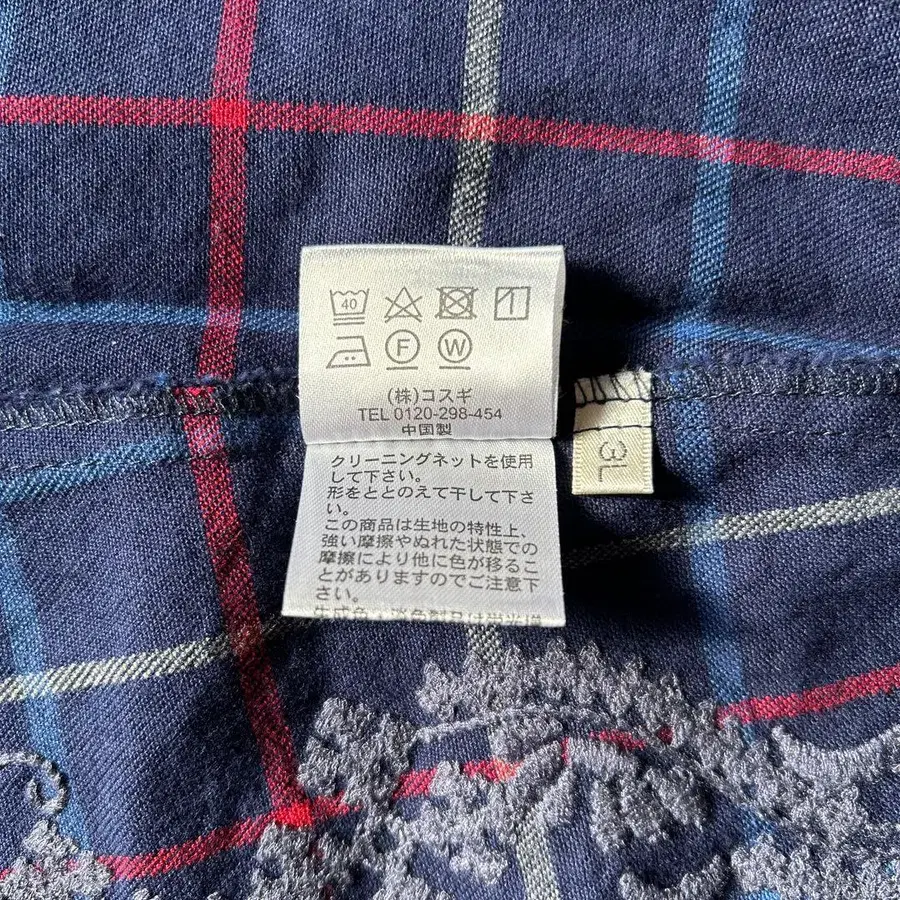 40
F W
(株)コスギ
TEL 0120-298-454
中国製
3L
クリーニングネットを使用
して下さい。
形をととのえて干して下さ
い。
この商品は生地の特性上、
強い摩擦やぬれた状態での
摩擦により他に色が移るこ
とがありますのでご注意下
さい。